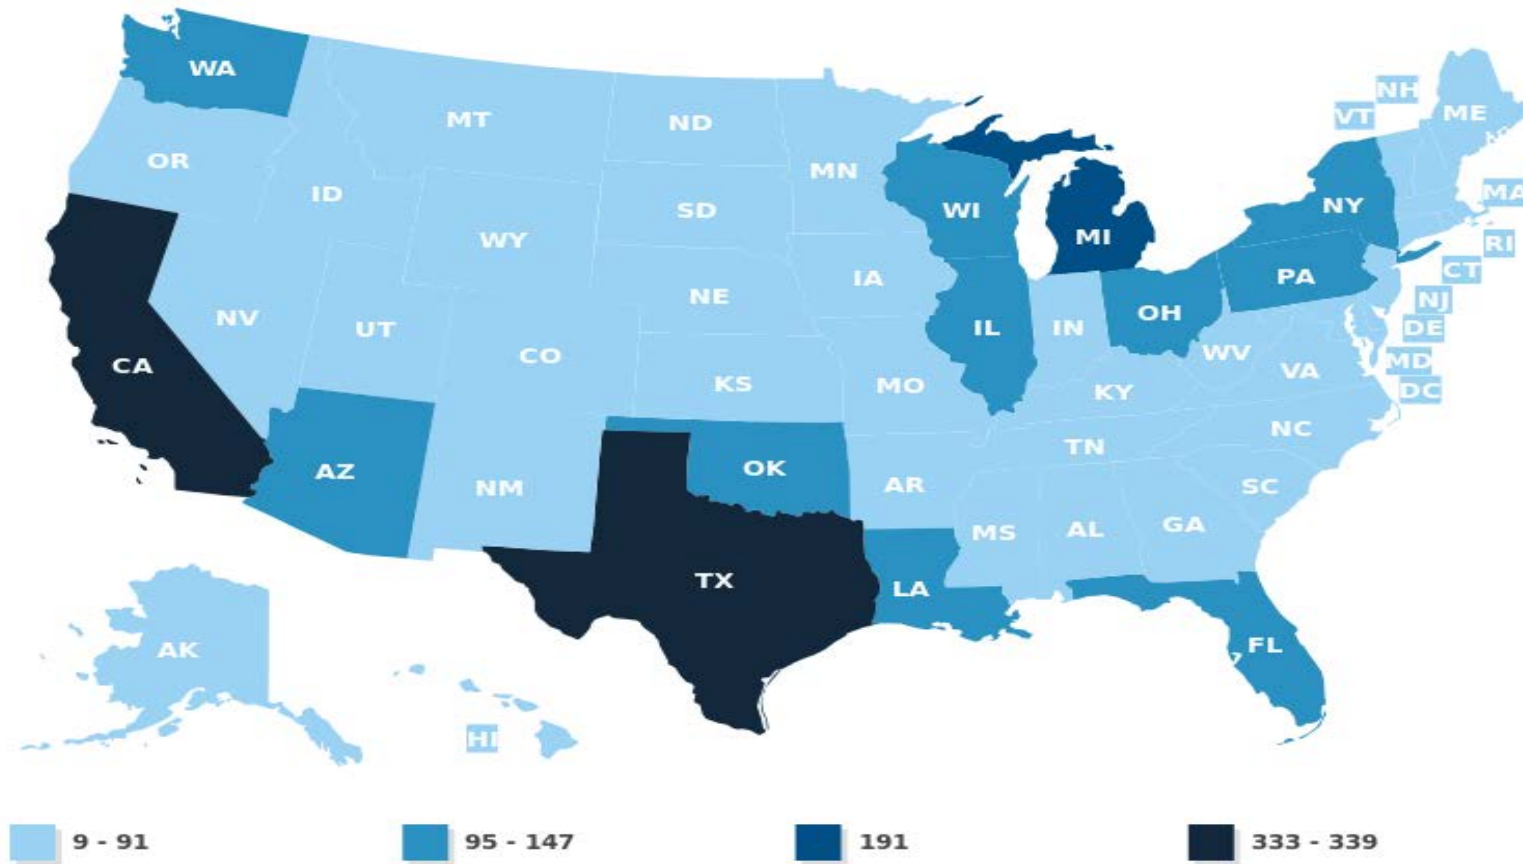 WA
MT
ND
MN
OR
ID
SD
WY
WI
MI
NY
VT
NH
ME
MA
RI
CT
NJ
DE
MD
DC
IA
NE
PA
OH
IL
IN
NV
UT
CO
KS
MO
WV
VA
KY
CA
AZ
NM
OK
AR
TN
NC
SC
MS
AL
GA
TX
LA
FL
AK
HI
9 - 91
95 - 147
191
333 - 339